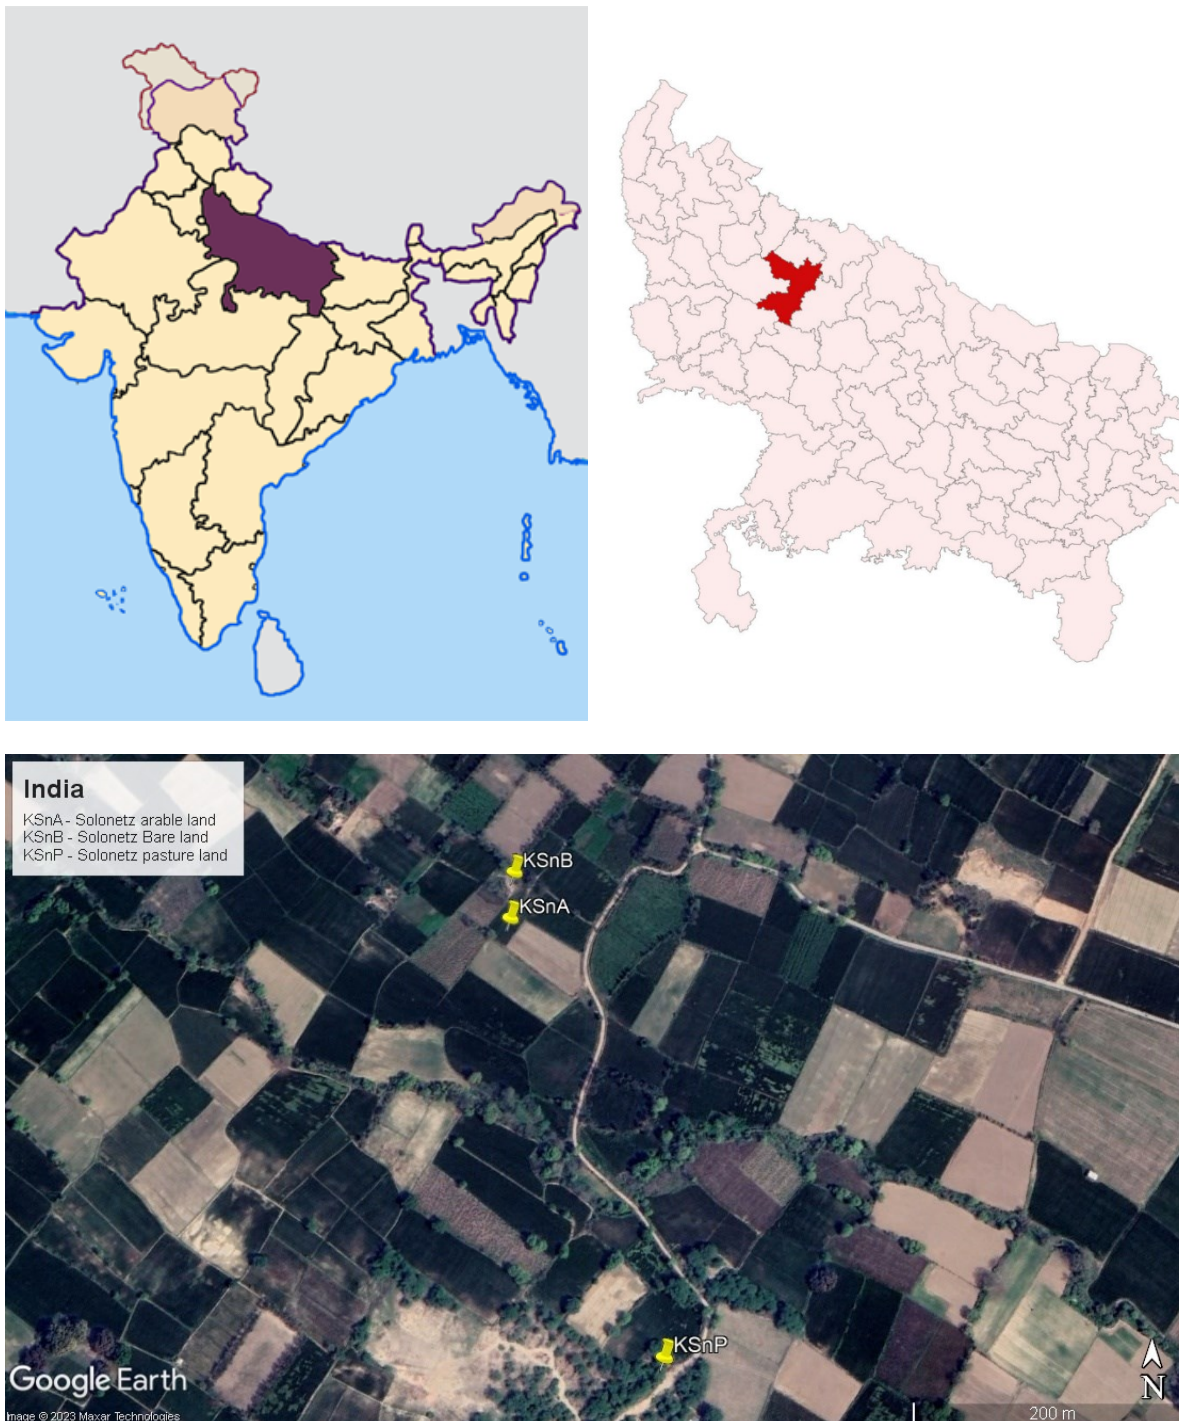 India
KSnA - Solonetz arable land
KSnB - Solonetz Bare land
KSnP - Solonetz pasture land
KSnB
KSnA
KSnP
Google Earth
N
Image © 2023 Maxar Technologies
200 m